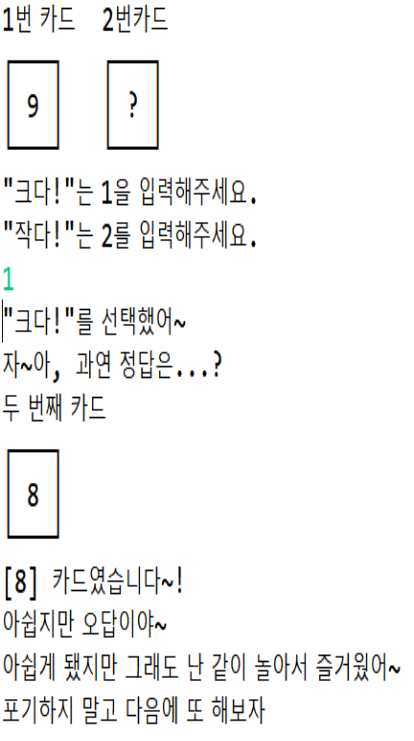 1번 카드 2번카드
9 ?
"크다!"는 1을 입력해주세요.
"작다!"는 2를 입력해주세요.
1
"크다!"를 선택했어~
자~아, 과연 정답은...?
두 번째 카드
8
[8] 카드였습니다~!
아쉽지만 오답이야~
아쉽게 됐지만 그래도 난 같이 놀아서 즐거웠어~
포기하지 말고 다음에 또 해보자